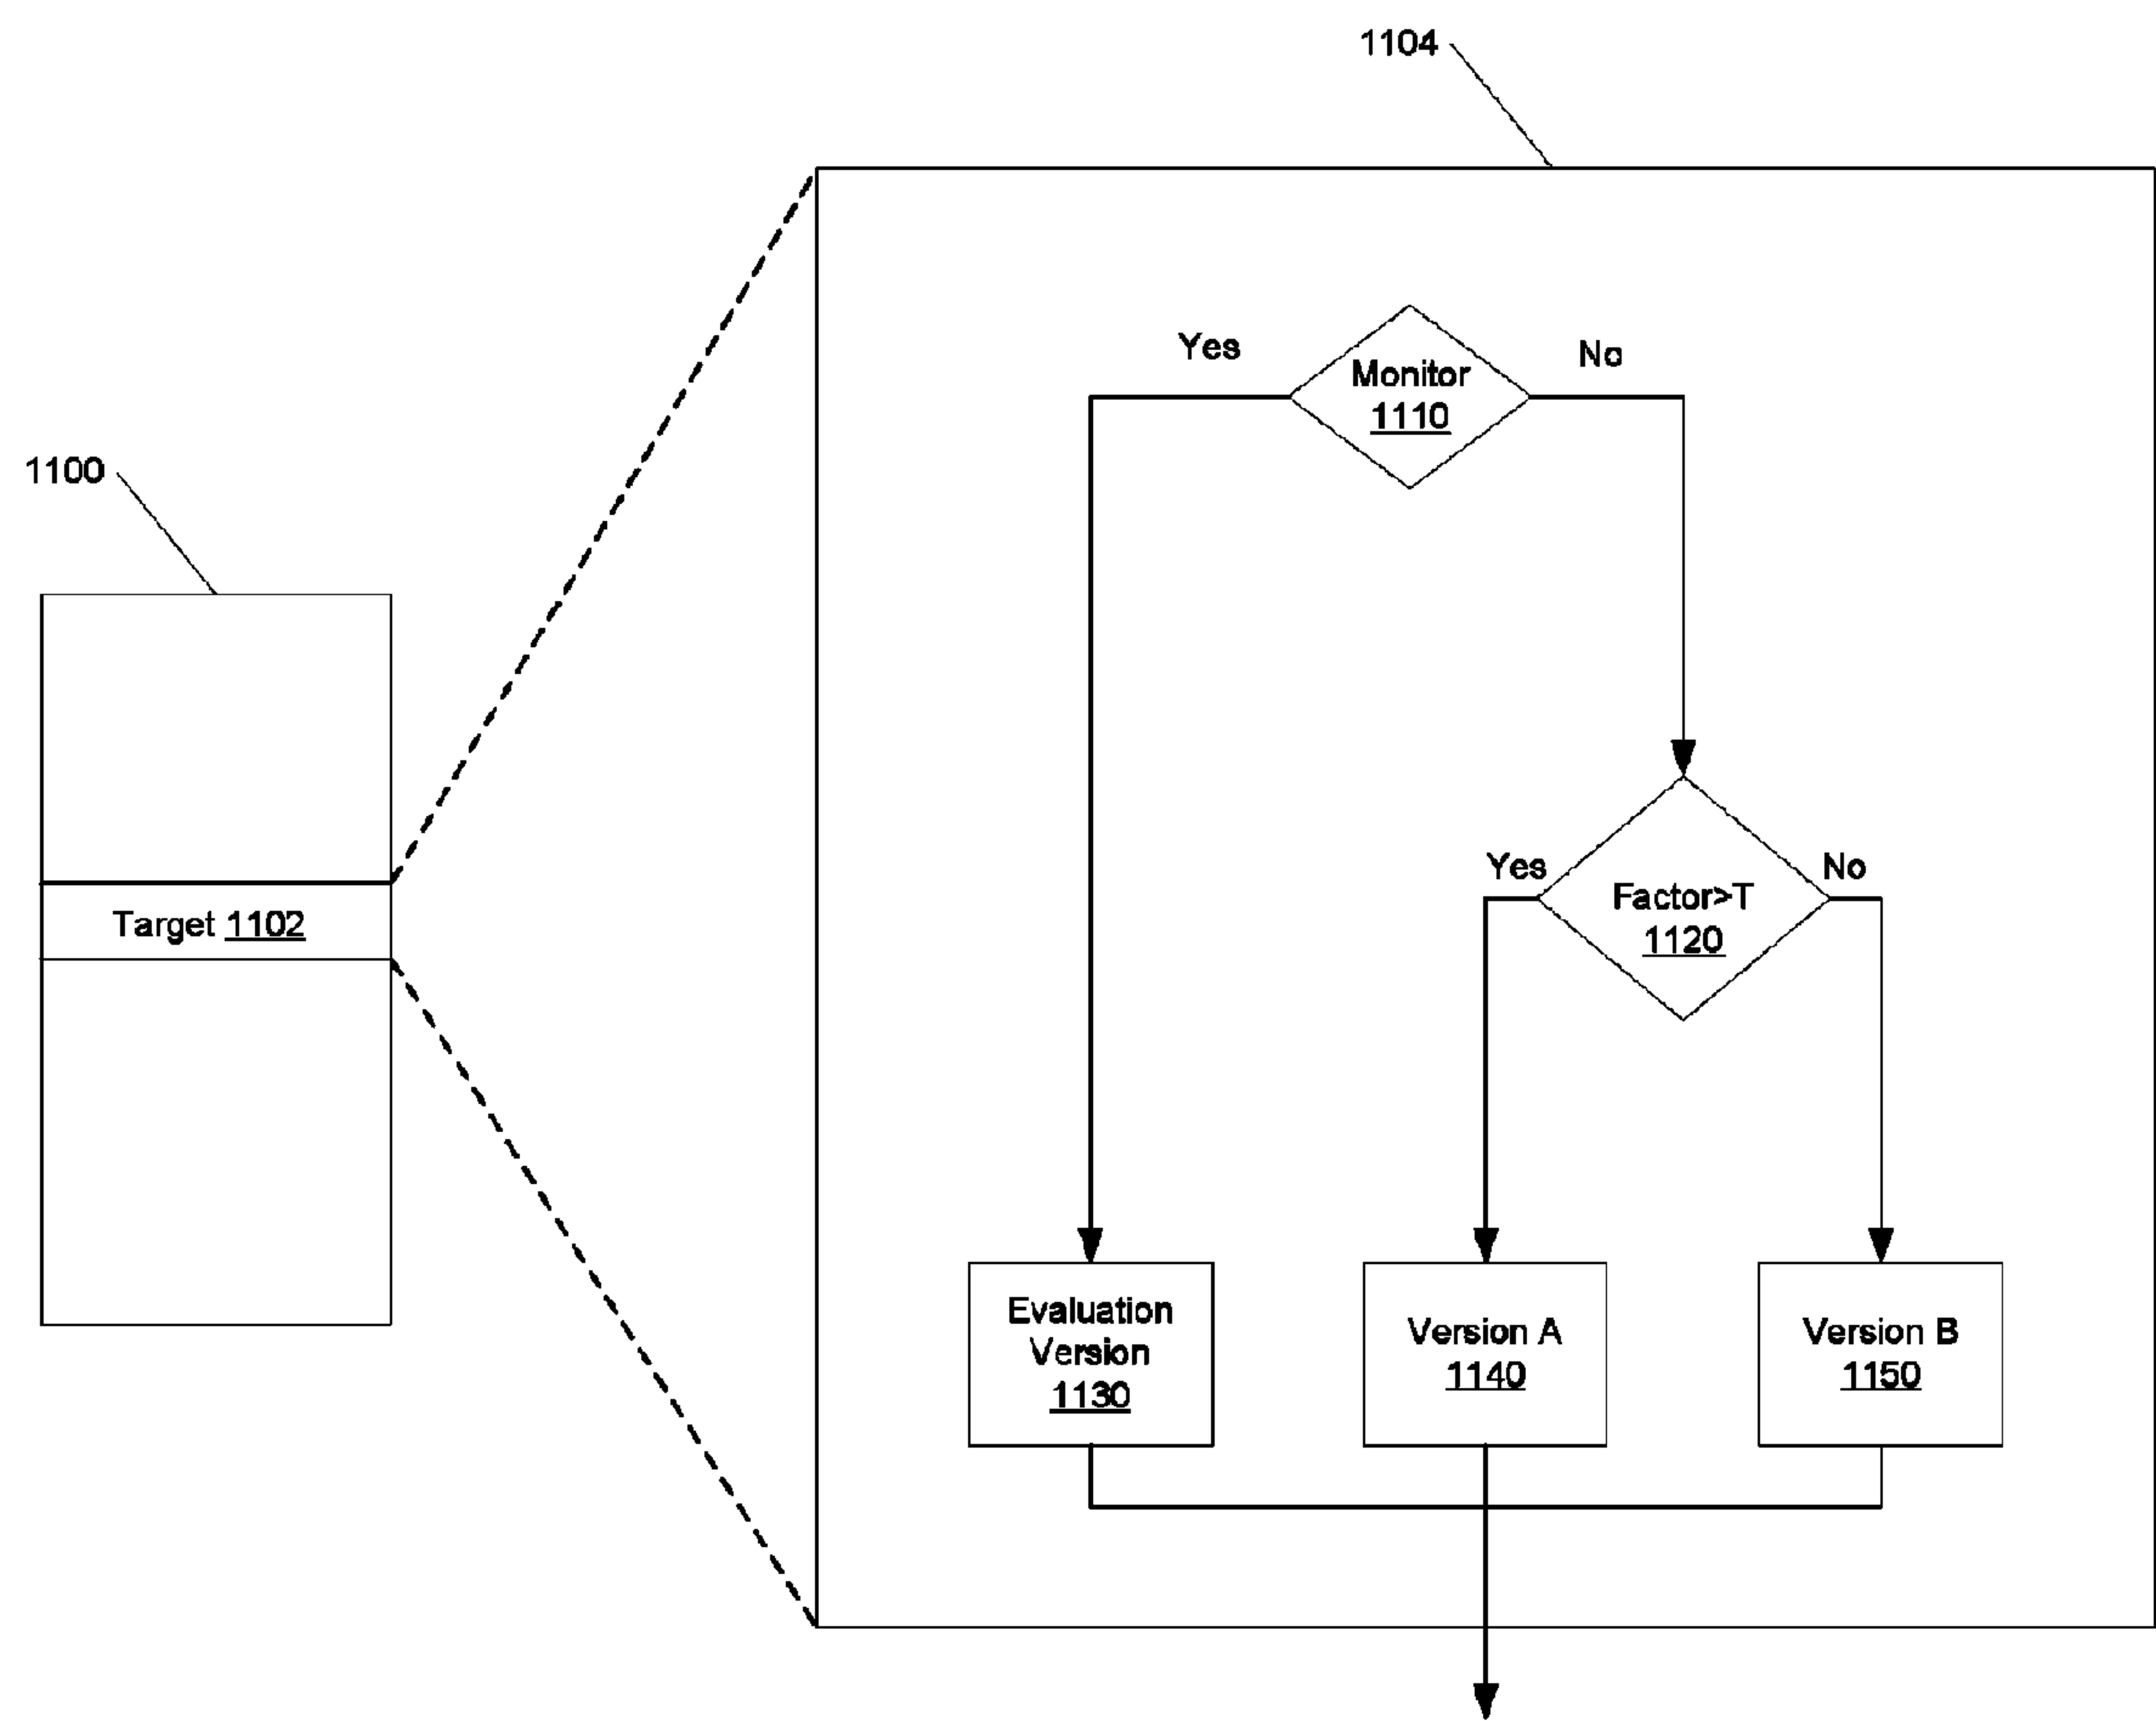 1104
Yes
No
Monitor
1110
1100
Yes
No
Factor>T
1120
Target 1102
Evaluation
Version
1130
Version A
1140
Version B
1150